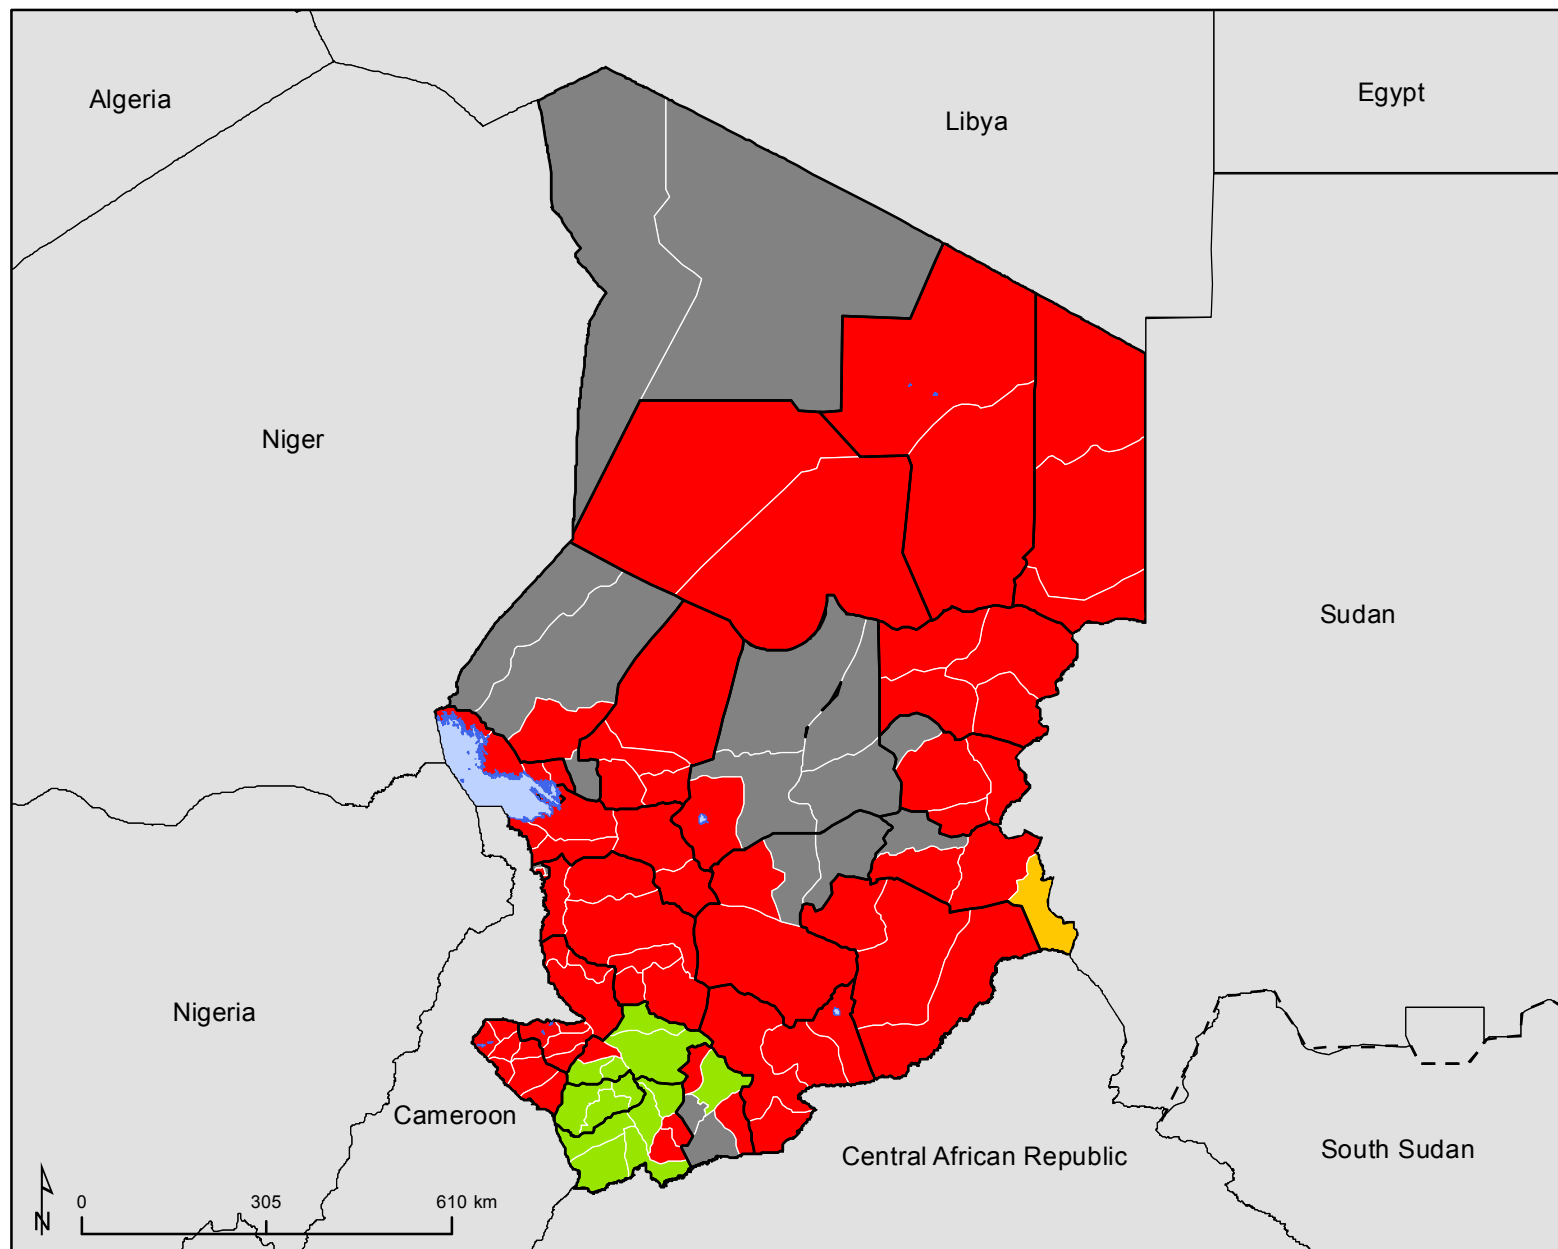 Algeria
Egypt
Libya
Niger
Sudan
Nigeria
Cameroon
Central African Republic
South Sudan
N
0 305 610 km